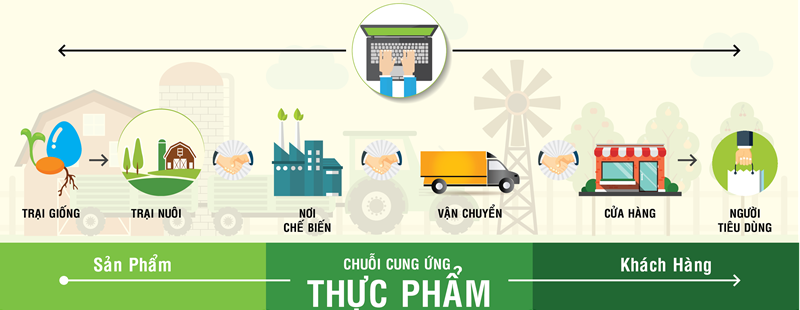 TRẠI GIỐNG
TRẠI NUÔI
NƠI
CHẾ BIẾN
VẬN CHUYỂN
CỬA HÀNG
NGƯỜI
TIÊU DÙNG
Sản Phẩm
CHUỖI CUNG ỨNG
THỰC PHẨM
Khách Hàng